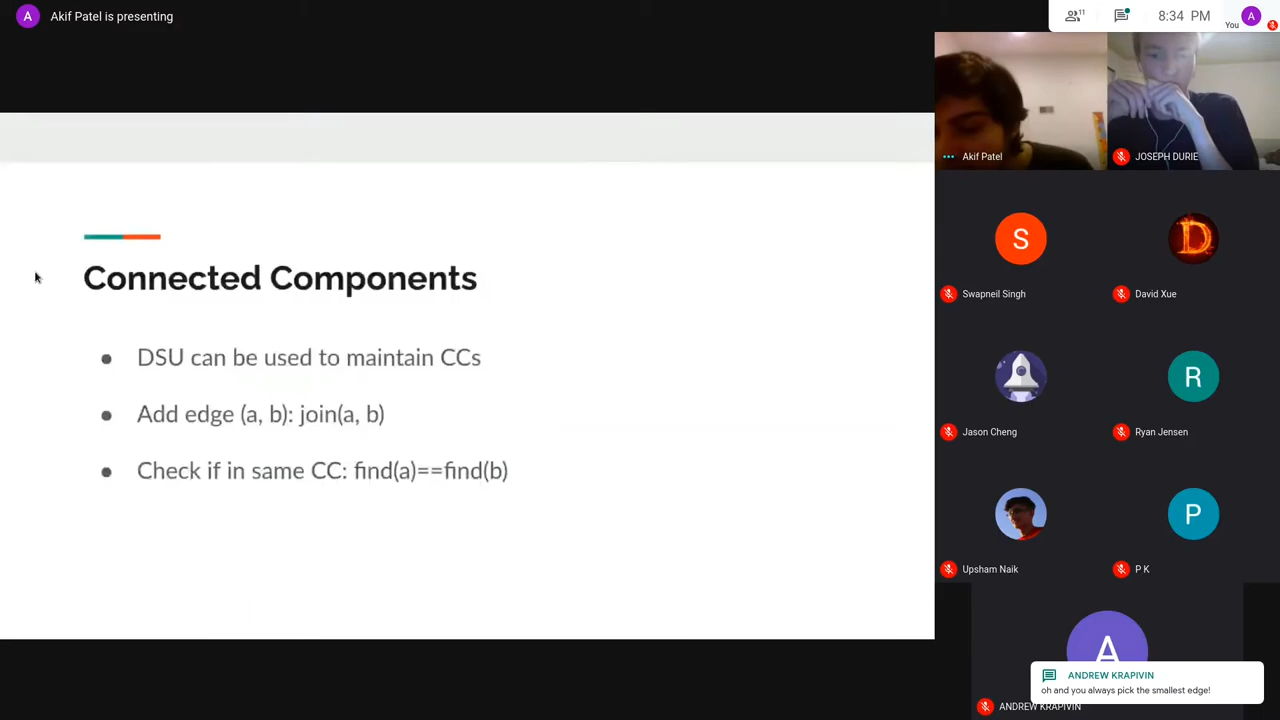 A Akif Patel is presenting
11
8:34 PM
You
A
Connected Components
DSU can be used to maintain CCs
Add edge (a, b): join(a, b)
Check if in same CC: find(a)==find(b)
Akif Patel
JOSEPH DURIE
S
D
Swapneil Singh
David Xue
R
Jason Cheng
Ryan Jensen
P
Upsham Naik
P K
A
ANDREW KRAPIVIN
oh and you always pick the smallest edge!
ANDREW KRAPIVIN